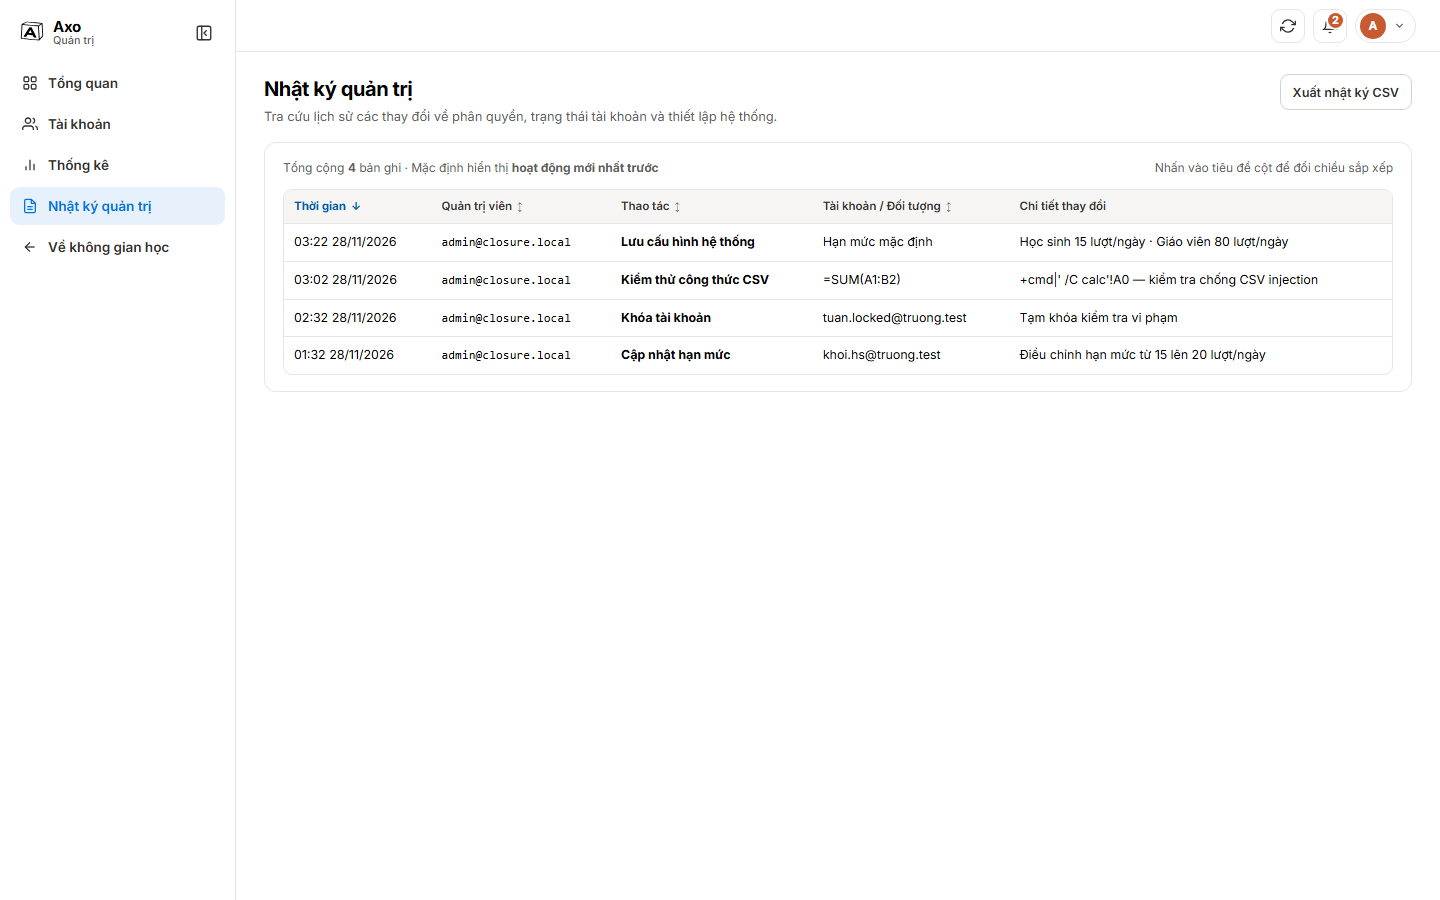 Axo
Quản trị
2
A
Tổng quan
Tài khoản
Thống kê
Nhật ký quản trị
Về không gian học
Nhật ký quản trị
Xuất nhật ký CSV
Tra cứu lịch sử các thay đổi về phân quyền, trạng thái tài khoản và thiết lập hệ thống.
Tổng cộng 4 bản ghi · Mặc định hiển thị hoạt động mới nhất trước
Nhấn vào tiêu đề cột để đổi chiều sắp xếp
Thời gian ↓ Quản trị viên ↕ Thao tác ↕ Tài khoản / Đối tượng ↕ Chi tiết thay đổi
03:22 28/11/2026 admin@closure.local Lưu cấu hình hệ thống Hạn mức mặc định Học sinh 15 lượt/ngày · Giáo viên 80 lượt/ngày
03:02 28/11/2026 admin@closure.local Kiểm thử công thức CSV =SUM(A1:B2) +cmd|' /C calc'!A0 — kiểm tra chống CSV injection
02:32 28/11/2026 admin@closure.local Khóa tài khoản tuan.locked@truong.test Tạm khóa kiểm tra vi phạm
01:32 28/11/2026 admin@closure.local Cập nhật hạn mức khoi.hs@truong.test Điều chỉnh hạn mức từ 15 lên 20 lượt/ngày